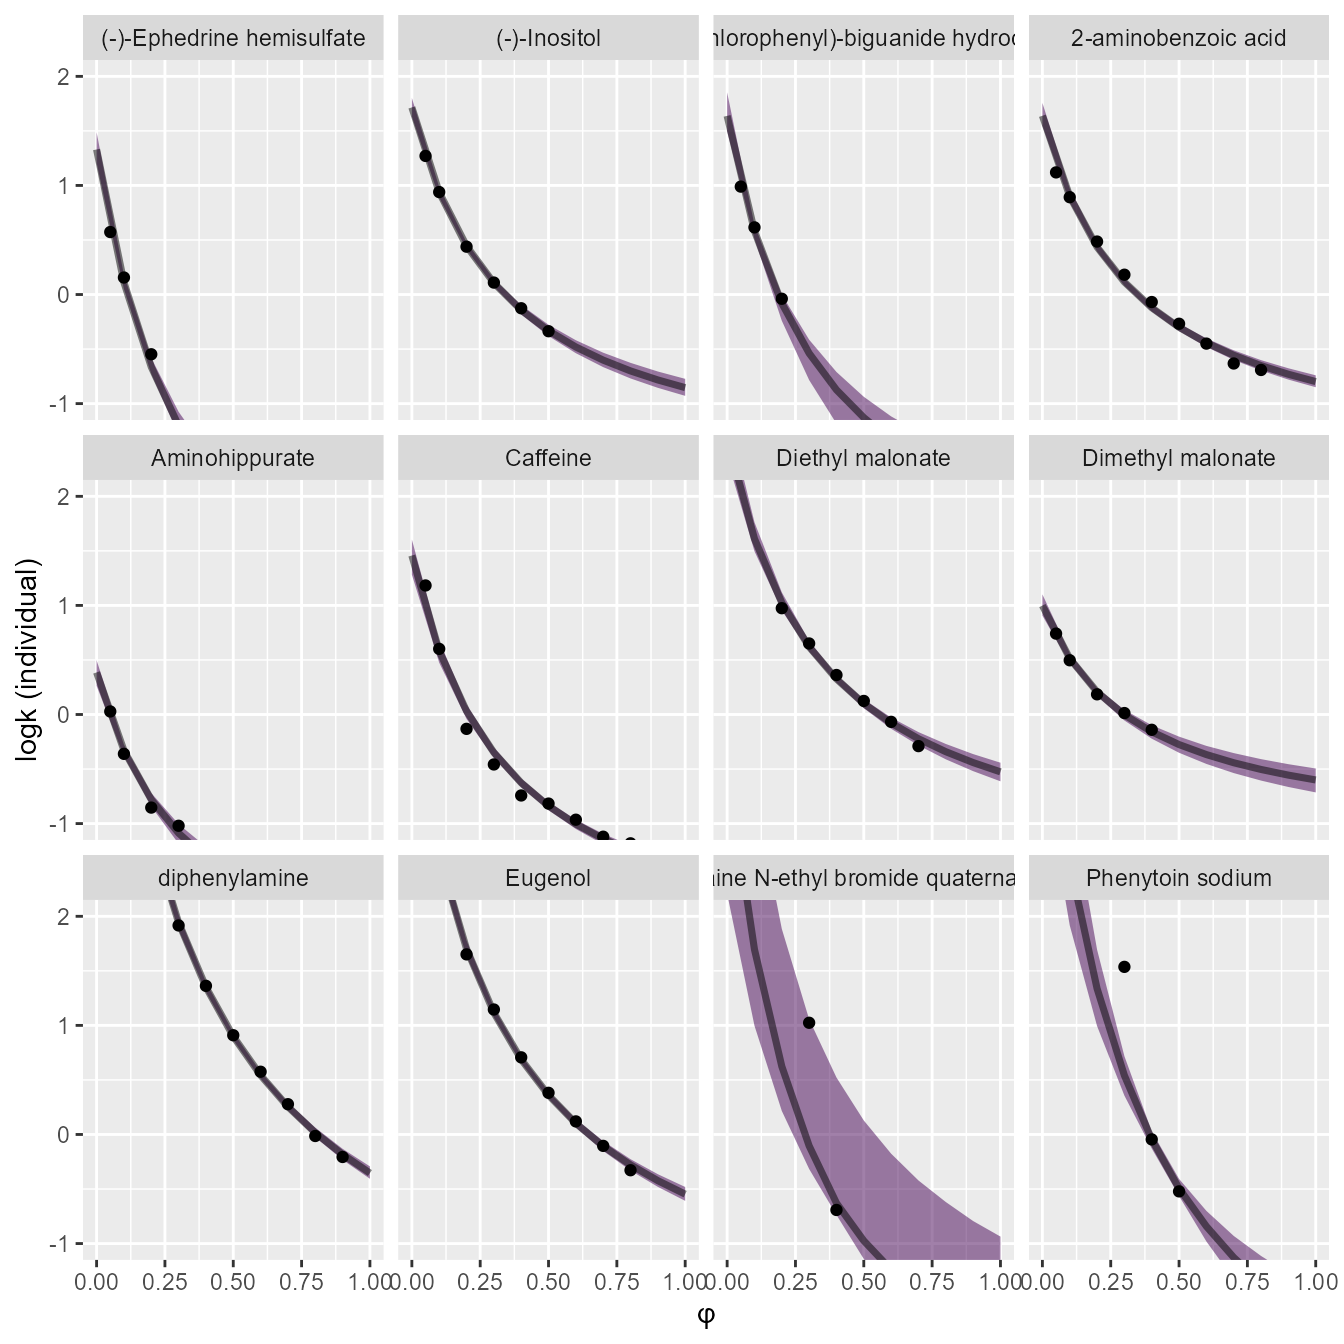 (-)-Ephedrine hemisulfate (-)-Inositol hlorophenyl)-biguanide hydroc 2-aminobenzoic acid
2
1
0
-1
Aminohippurate Caffeine Diethyl malonate Dimethyl malonate
2
1
0
-1
logk (individual)
diphenylamine Eugenol ine N-ethyl bromide quaterna Phenytoin sodium
2
1
0
-1
0.00 0.25 0.50 0.75 1.00 0.00 0.25 0.50 0.75 1.00 0.00 0.25 0.50 0.75 1.00 0.00 0.25 0.50 0.75 1.00
φ